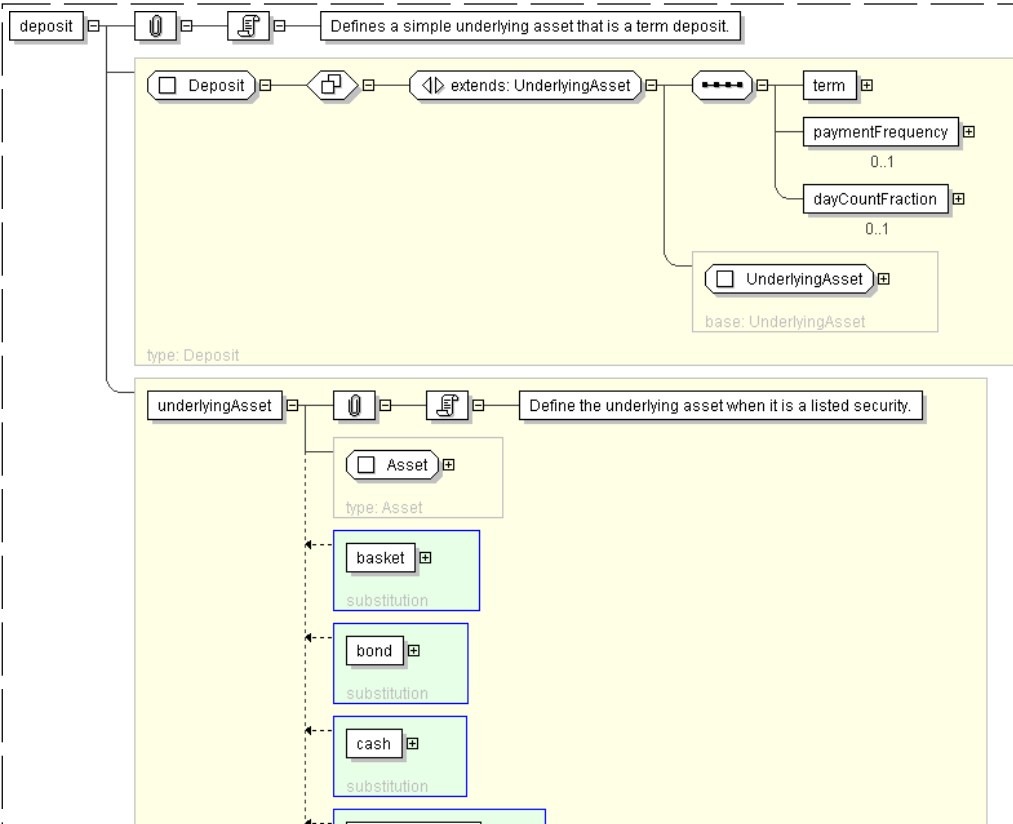 deposit
Defines a simple underlying asset that is a term deposit.
Deposit
extends: UnderlyingAsset
term
paymentFrequency
0..1
dayCountFraction
0..1
UnderlyingAsset
base: UnderlyingAsset
type: Deposit
underlyingAsset
Define the underlying asset when it is a listed security.
Asset
type: Asset
basket
substitution
bond
substitution
cash
substitution